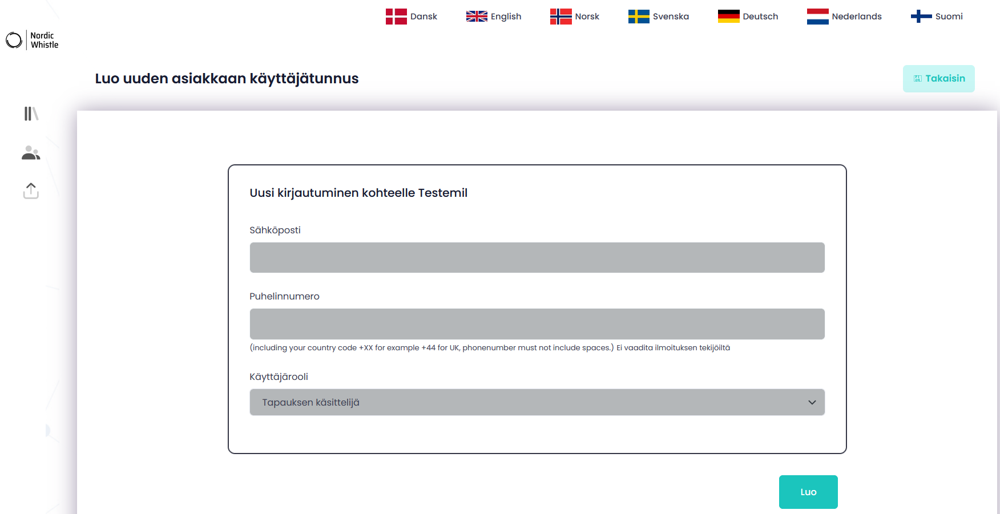 Dansk English Norsk Svenska Deutsch Nederlands Suomi
Nordic
Whistle
Luo uuden asiakkaan käyttäjätunnus
Takaisin
Uusi kirjautuminen kohteelle Testemil
Sähköposti
Puhelinnumero
(including your country code +XX for example +44 for UK, phonenumber must not include spaces.) Ei vaadita ilmoituksen tekijöiltä
Käyttäjärooli
Tapauksen käsittelijä
Luo